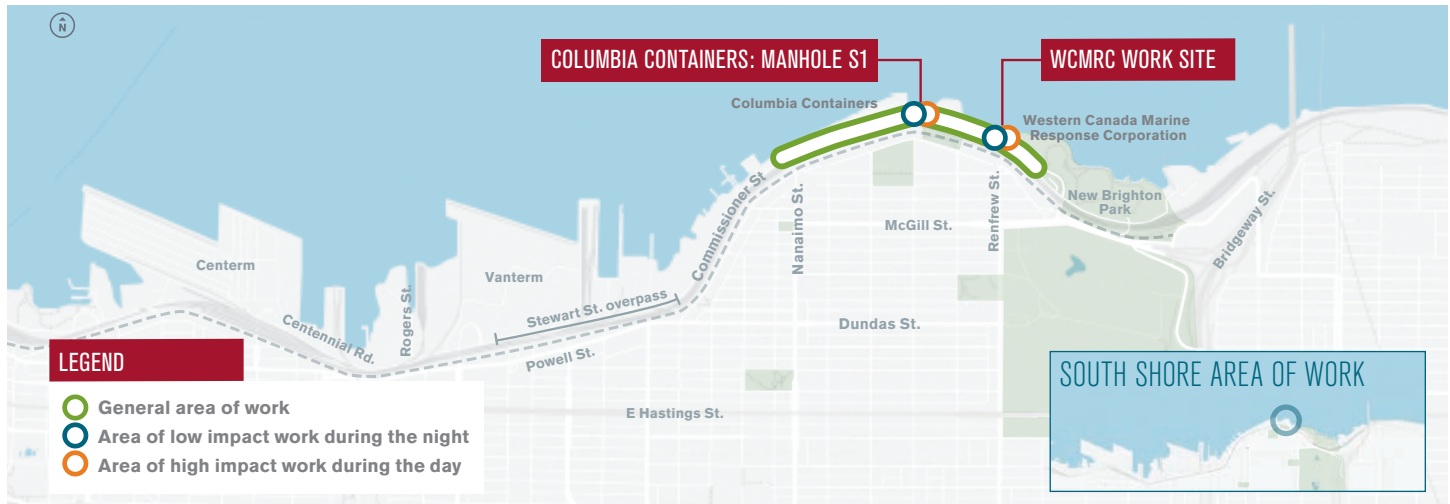 N
COLUMBIA CONTAINERS: MANHOLE S1
WCMRC WORK SITE
Columbia Containers
Western Canada Marine
Response Corporation
New Brighton
Park
Commissioner St
Nanaimo St.
McGill St.
Renfrew St.
Bridgeway St.
Centerm
Vanterm
Rogers St.
Centennial Rd.
Stewart St. overpass
Powell St.
Dundas St.
E Hastings St.
LEGEND
General area of work
Area of low impact work during the night
Area of high impact work during the day
SOUTH SHORE AREA OF WORK